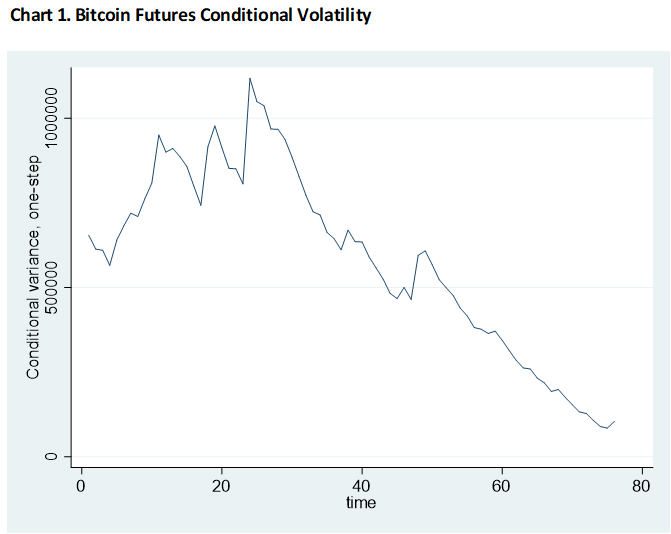 Chart 1. Bitcoin Futures Conditional Volatility
Conditional variance, one-step
1000000
500000
0
0 20 40 60 80
time